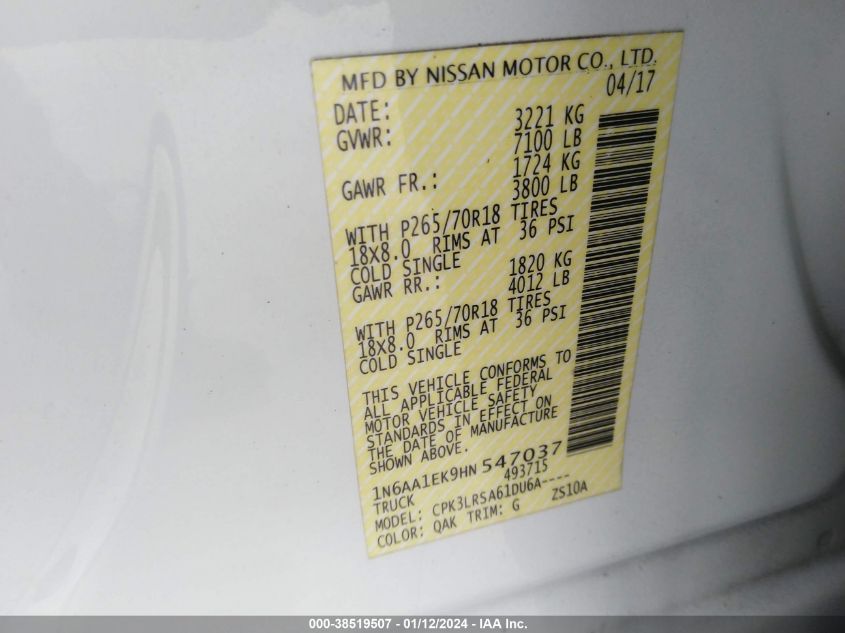 MFD BY NISSAN MOTOR CO., LTD.
DATE: 04/17
GVWR: 3221 KG
7100 LB
GAWR FR.: 1724 KG
3800 LB
WITH P265/70R18 TIRES
18X8.0 RIMS AT 36 PSI
COLD SINGLE
GAWR RR.: 1820 KG
4012 LB
WITH P265/70R18 TIRES
18X8.0 RIMS AT 36 PSI
COLD SINGLE
THIS VEHICLE CONFORMS TO
ALL APPLICABLE FEDERAL
MOTOR VEHICLE SAFETY
STANDARDS IN EFFECT ON
THE DATE OF MANUFACTURE
SHOWN ABOVE.
1N6AA1EK9HN547037
TRUCK 493715
MODEL: CPK3LRSA61DU6A----
COLOR: QAK TRIM: G ZS10A
000-38519507 - 01/12/2024 - IAA Inc.